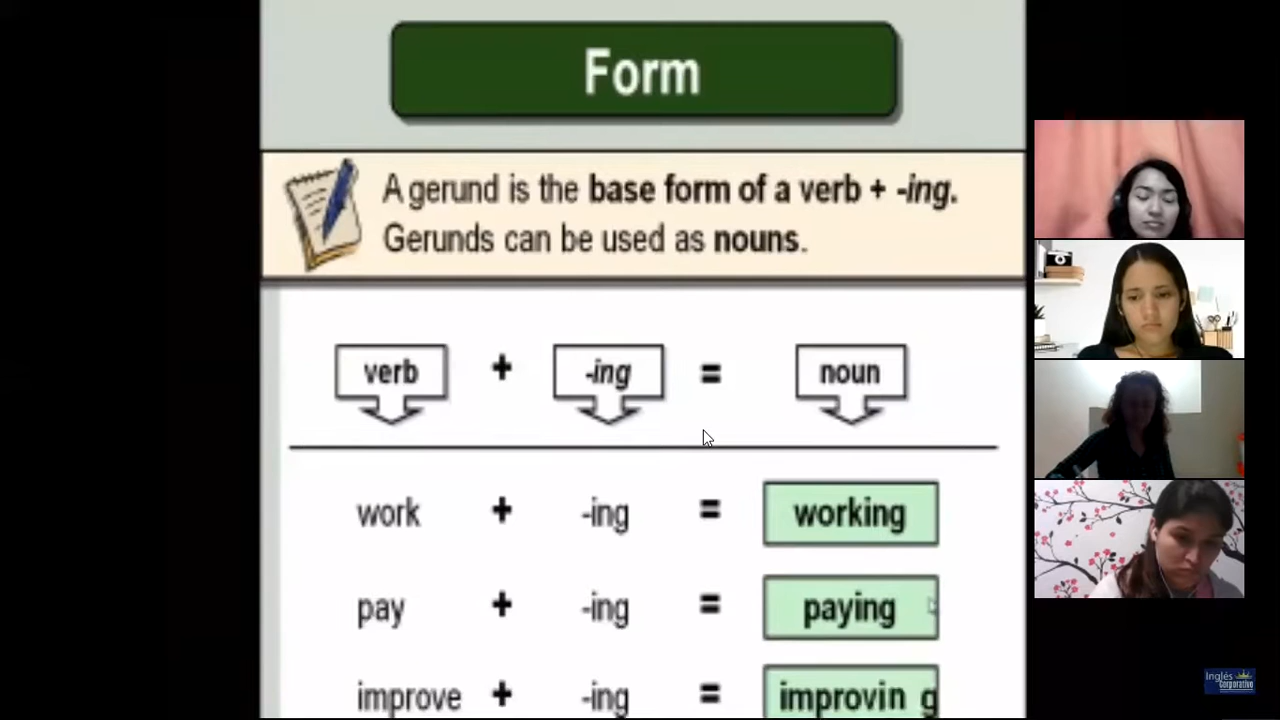 Form
A gerund is the base form of a verb + -ing.
Gerunds can be used as nouns.
verb + -ing = noun
work + -ing = working
pay + -ing = paying
improve + -ing = improvin g
Inglés
Corporativo